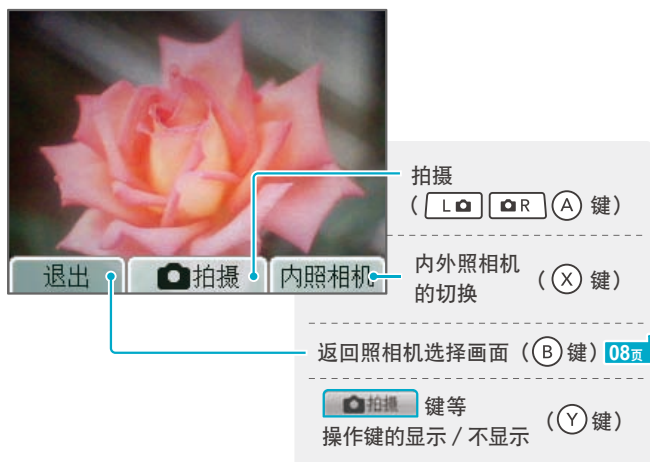 退出
拍摄
内照相机
拍摄
( L R A 键)
内外照相机
的切换 ( X 键)
返回照相机选择画面 ( B 键) 08页
拍摄 键等
操作键的显示 / 不显示 ( Y 键)